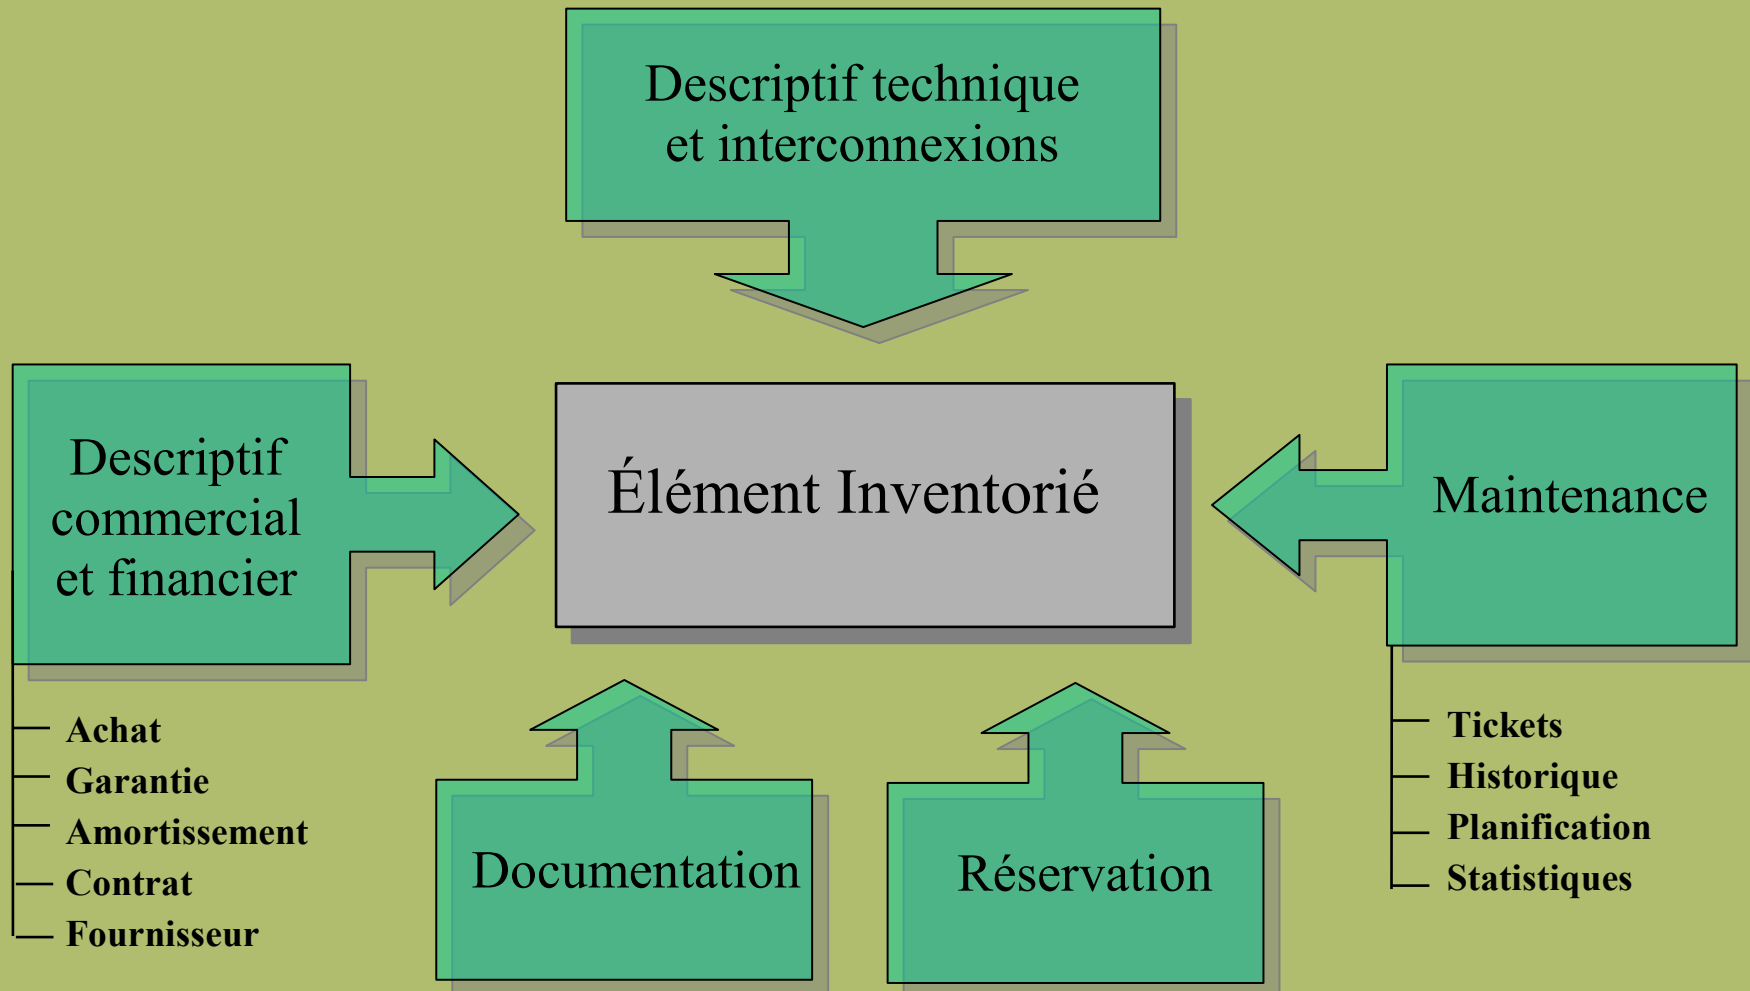 Descriptif technique
et interconnexions
Descriptif
commercial
et financier
Élément Inventorié
Maintenance
Achat
Garantie
Amortissement
Contrat
Fournisseur
Documentation
Réservation
Tickets
Historique
Planification
Statistiques